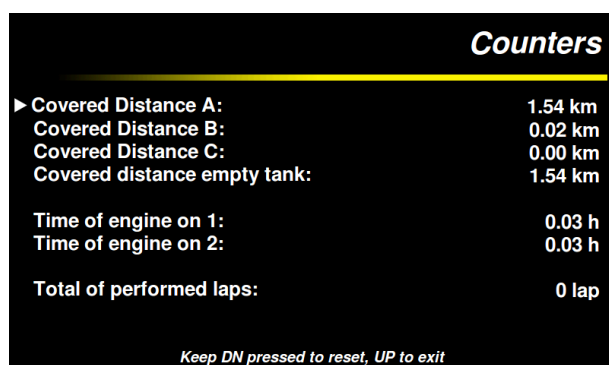 Counters
Covered Distance A: 1.54 km
Covered Distance B: 0.02 km
Covered Distance C: 0.00 km
Covered distance empty tank: 1.54 km
Time of engine on 1: 0.03 h
Time of engine on 2: 0.03 h
Total of performed laps: 0 lap
Keep DN pressed to reset, UP to exit